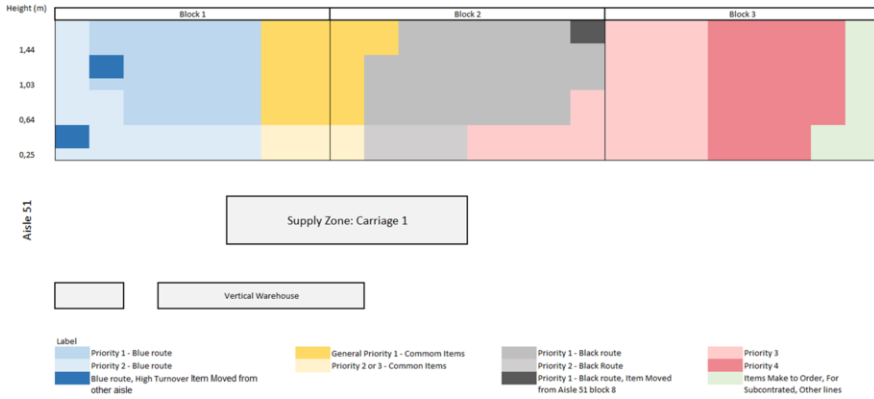 Height (m)
Block 1
Block 2
Block 3
1,44
1,03
0,64
0,25
Aisle 51
Supply Zone: Carriage 1
Vertical Warehouse
Label
Priority 1 - Blue route
Priority 2 - Blue route
Blue route, High Turnover Item Moved from
other aisle
General Priority 1 - Commom Items
Priority 2 or 3 - Common Items
Priority 1 - Black route
Priority 2 - Black Route
Priority 1 - Black route, Item Moved
from Aisle 51 block 8
Priority 3
Priority 4
Items Make to Order, For
Subcontrated, Other lines